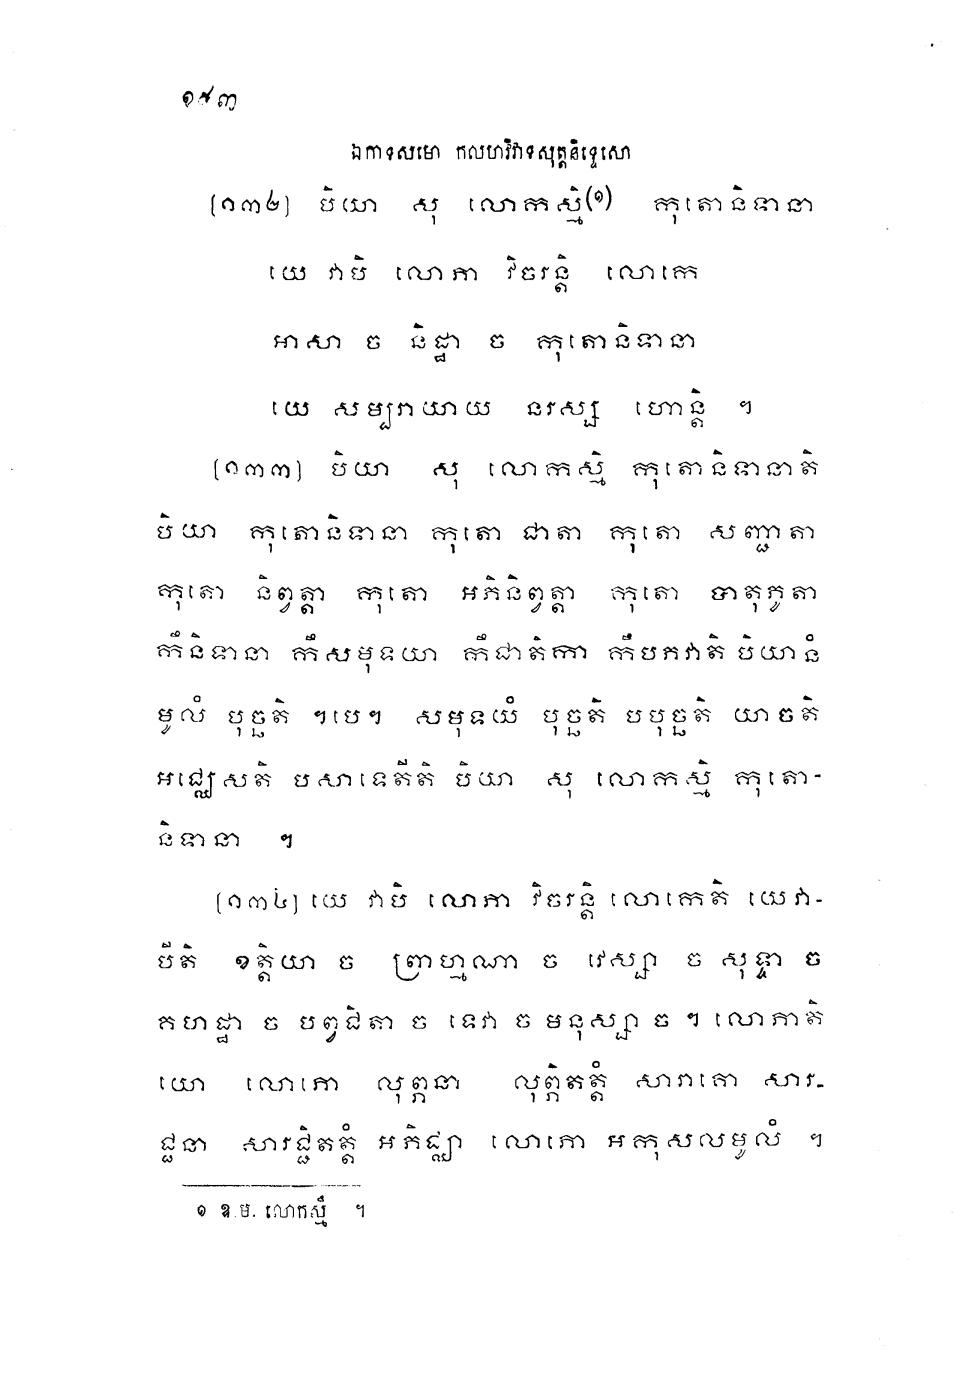 ១៩៣
ឯកាទសមោ កលហវិវាទសុត្តនិទ្ទេសោ
[១៣២] បិយា សុ លោកស្មិ(១) កុតោនិទានា
យេ វាបិ លោភា វិចរន្តិ លោកេ
អាសា ច និដ្ឋា ច កុតោនិទានា
យេ សម្បរាយាយ នរស្ស ហោន្តិ ។
[១៣៣] បិយា សុ លោកស្មិ កុតោនិទានាតិ
បិយា កុតោនិទានា កុតោ ជាតា កុតោ សញ្ជាតា
កុតោ និព្វត្តា កុតោ អភិនិព្វត្តា កុតោ បាតុភូតា
កឹនិទានា កឹសមុទយា កឹជាតិកា កឹបភវាតិ បិយានំ
មូលំ បុច្ឆតិ ។បេ។ សមុទយំ បុច្ឆតិ បបុច្ឆតិ យាចតិ
អជ្ឈេសតិ បសាទេតីតិ បិយា សុ លោកស្មិ កុតោ-
និទានា ។
[១៣៤] យេ វាបិ លោភា វិចរន្តិ លោកេតិ យេវា-
បីតិ ខត្តិយា ច ព្រាហ្មណា ច វេស្សា ច សុទ្ទា ច
គហដ្ឋា ច បព្វជិតា ច ទេវា ច មនុស្សា ច ។ លោភាតិ
យោ លោភោ លុព្ភនា លុព្ភិតត្តំ សារាគោ សារ-
ជ្ជនា សារជ្ជិតត្តំ អភិជ្ឈា លោភោ អកុសលមូលំ ។
១ ឱ.ម. លោកស្មឹ ។